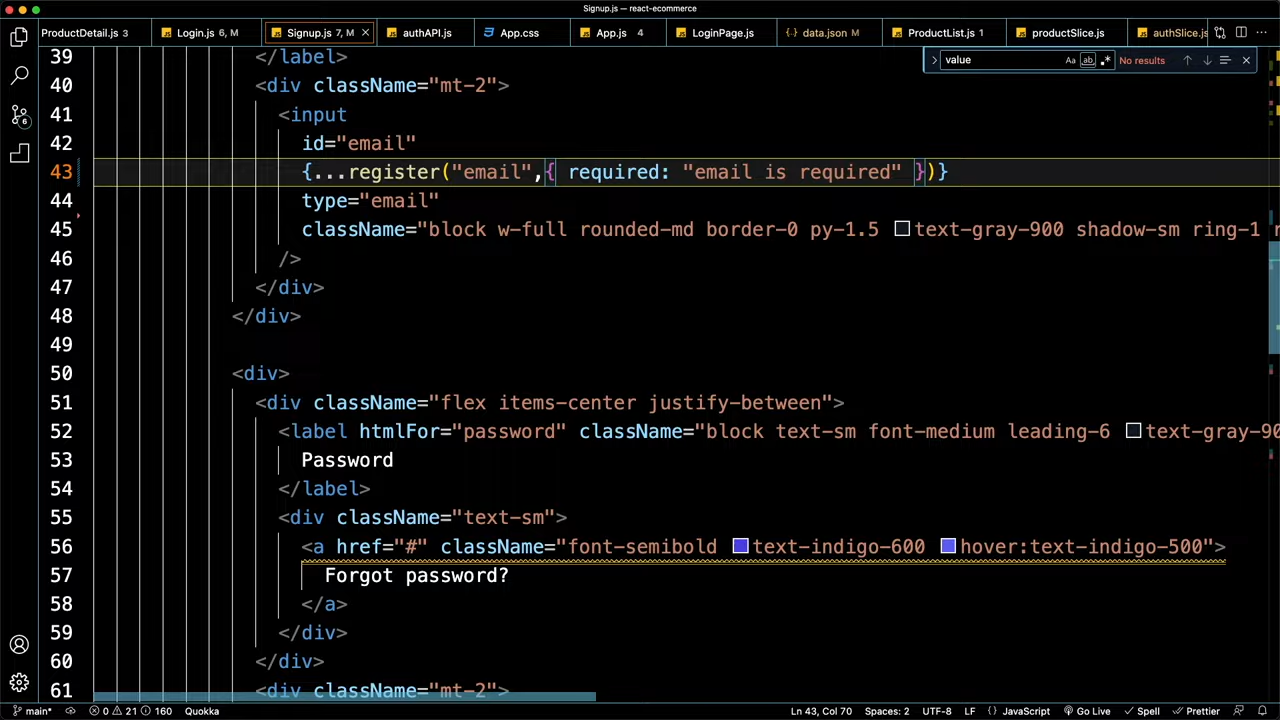 Signup.js — react-ecommerce
ProductDetail.js 3 Login.js 6, M Signup.js 7, M authAPI.js App.css App.js 4 LoginPage.js data.json M ProductList.js 1 productSlice.js authSlice.js
value Aa ab .* No results
39 </label>
40 <div className="mt-2">
41 <input
42 id="email"
43 {...register("email",{ required: "email is required" })}
44 type="email"
45 className="block w-full rounded-md border-0 py-1.5 text-gray-900 shadow-sm ring-1
46 />
47 </div>
48 </div>
49
50 <div>
51 <div className="flex items-center justify-between">
52 <label htmlFor="password" className="block text-sm font-medium leading-6 text-gray-90
53 Password
54 </label>
55 <div className="text-sm">
56 <a href="#" className="font-semibold text-indigo-600 hover:text-indigo-500">
57 Forgot password?
58 </a>
59 </div>
60 </div>
61 <div className="mt-2">
6
main* 0 21 160 Quokka Ln 43, Col 70 Spaces: 2 UTF-8 LF {} JavaScript Go Live Spell Prettier